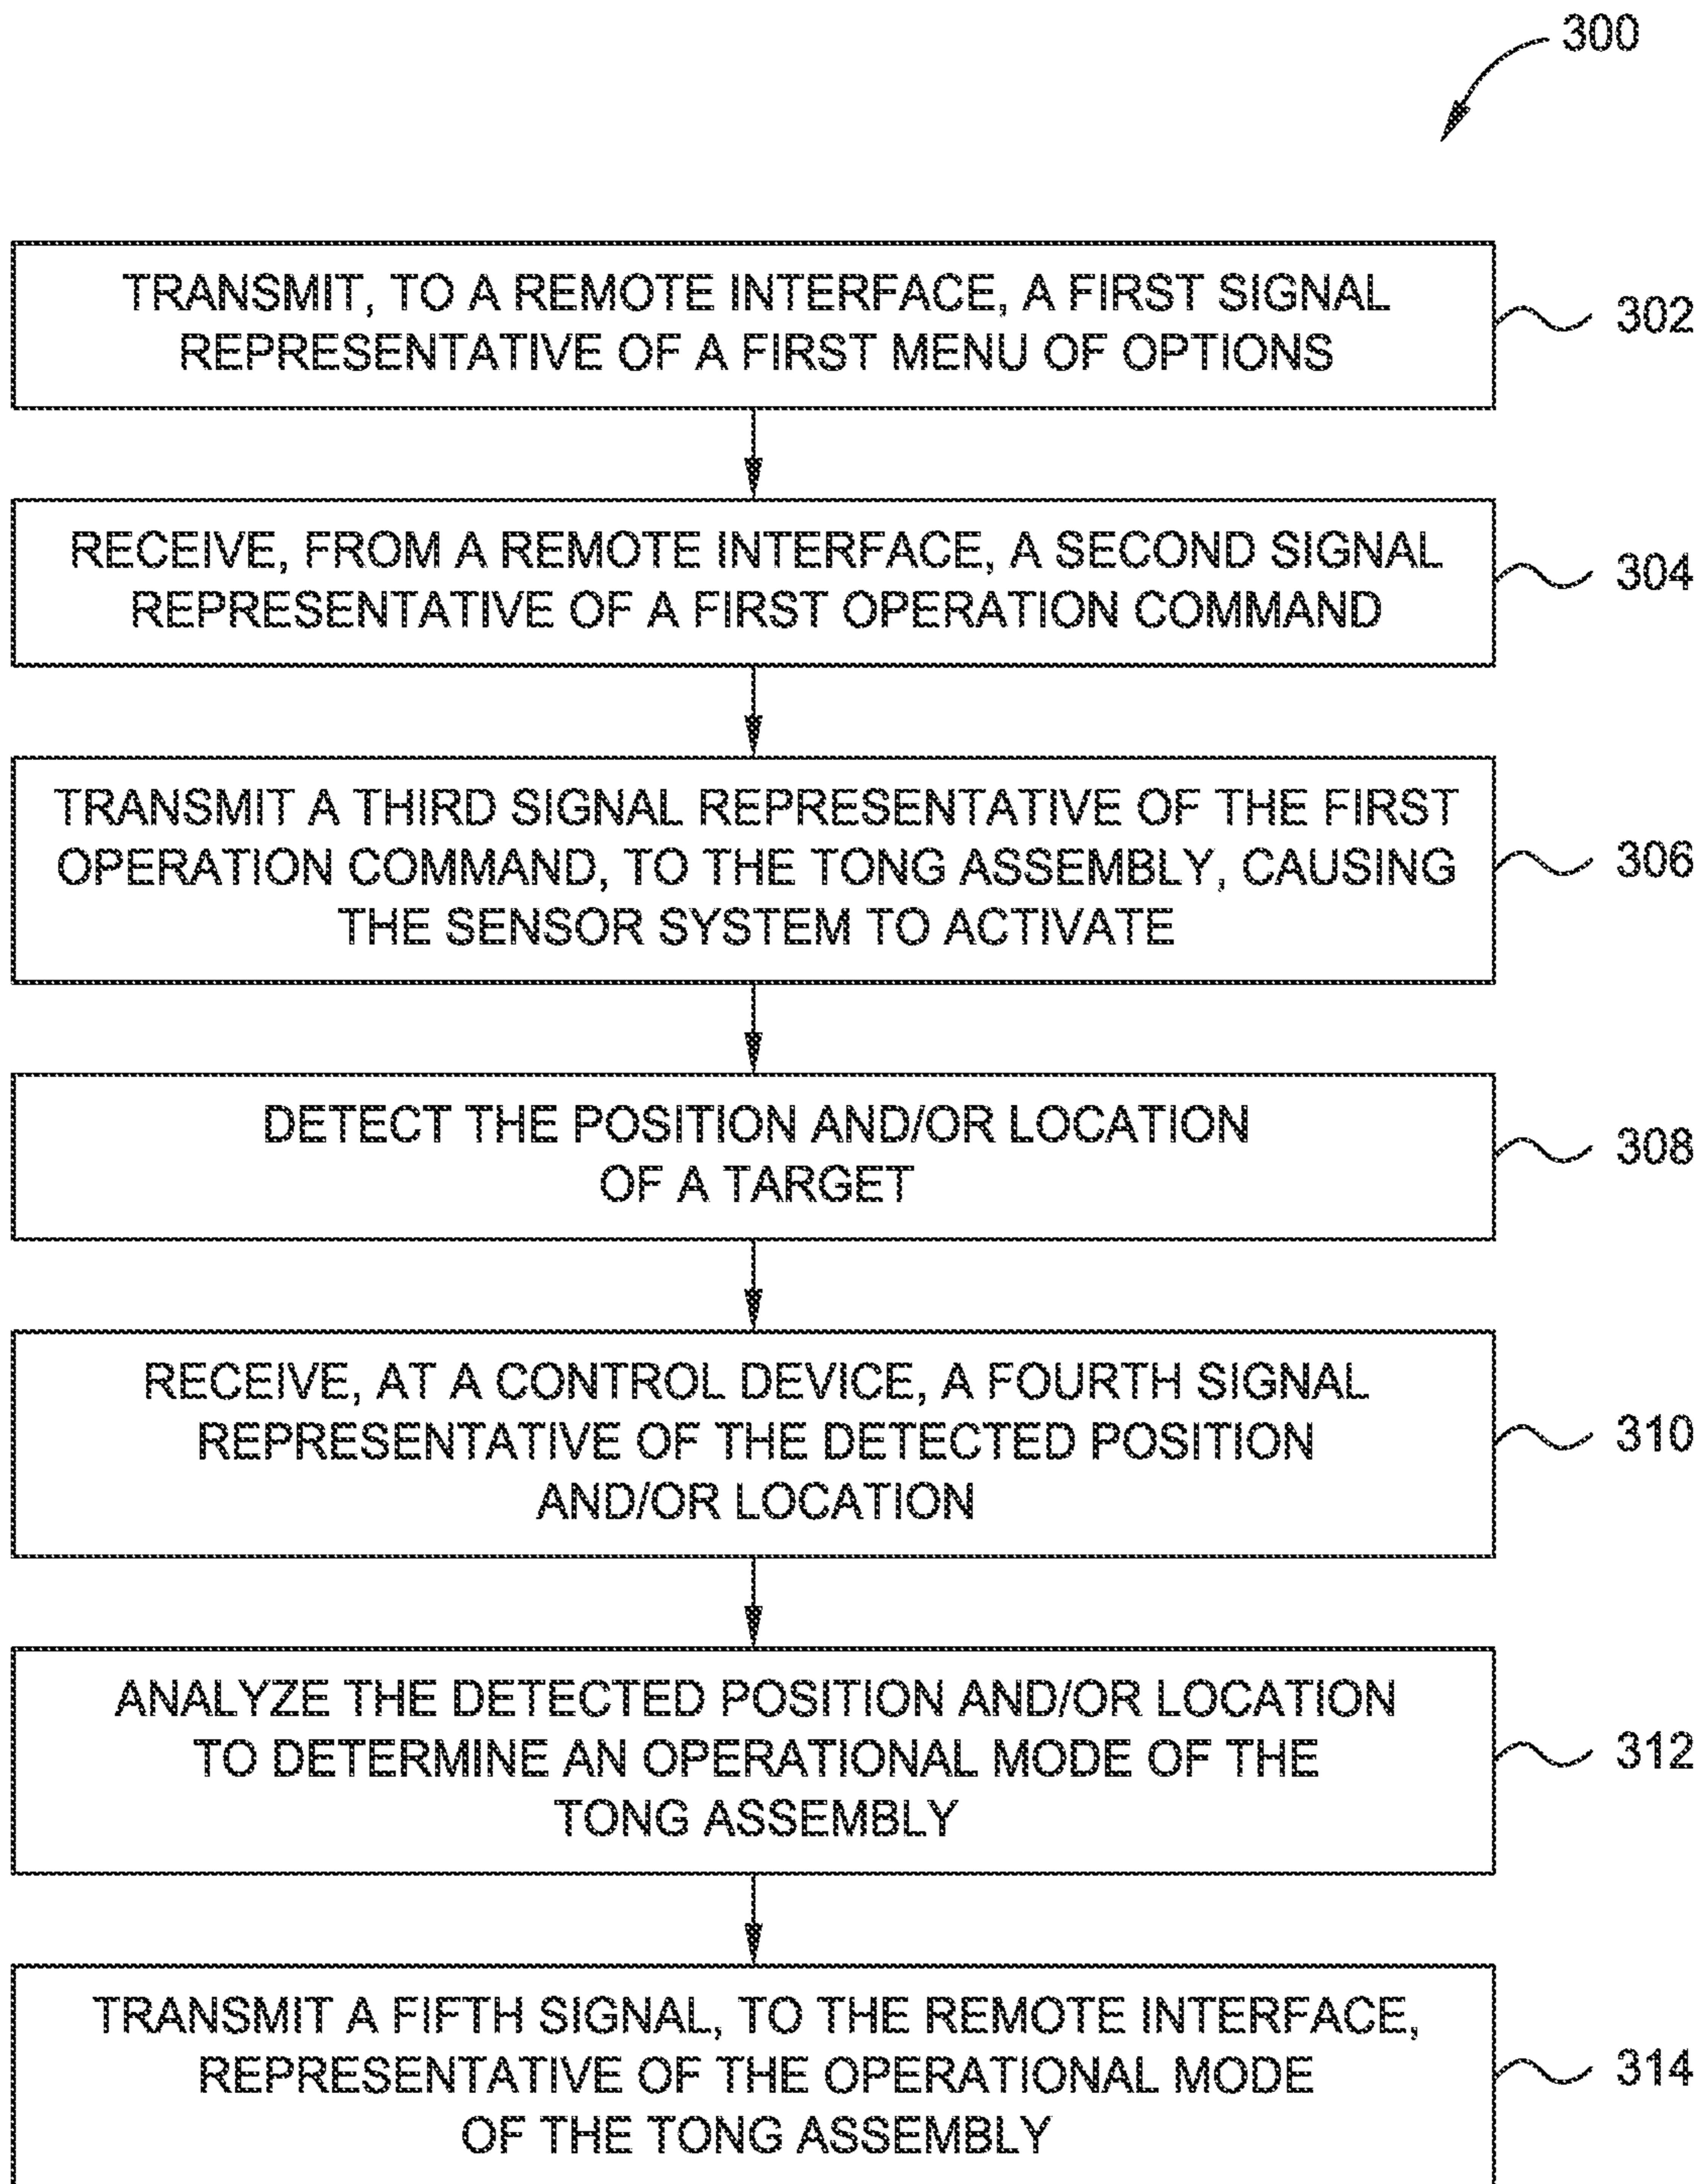 300
TRANSMIT, TO A REMOTE INTERFACE, A FIRST SIGNAL
REPRESENTATIVE OF A FIRST MENU OF OPTIONS
302
RECEIVE, FROM A REMOTE INTERFACE, A SECOND SIGNAL
REPRESENTATIVE OF A FIRST OPERATION COMMAND
304
TRANSMIT A THIRD SIGNAL REPRESENTATIVE OF THE FIRST
OPERATION COMMAND, TO THE TONG ASSEMBLY, CAUSING
THE SENSOR SYSTEM TO ACTIVATE
306
DETECT THE POSITION AND/OR LOCATION
OF A TARGET
308
RECEIVE, AT A CONTROL DEVICE, A FOURTH SIGNAL
REPRESENTATIVE OF THE DETECTED POSITION
AND/OR LOCATION
310
ANALYZE THE DETECTED POSITION AND/OR LOCATION
TO DETERMINE AN OPERATIONAL MODE OF THE
TONG ASSEMBLY
312
TRANSMIT A FIFTH SIGNAL, TO THE REMOTE INTERFACE,
REPRESENTATIVE OF THE OPERATIONAL MODE
OF THE TONG ASSEMBLY
314